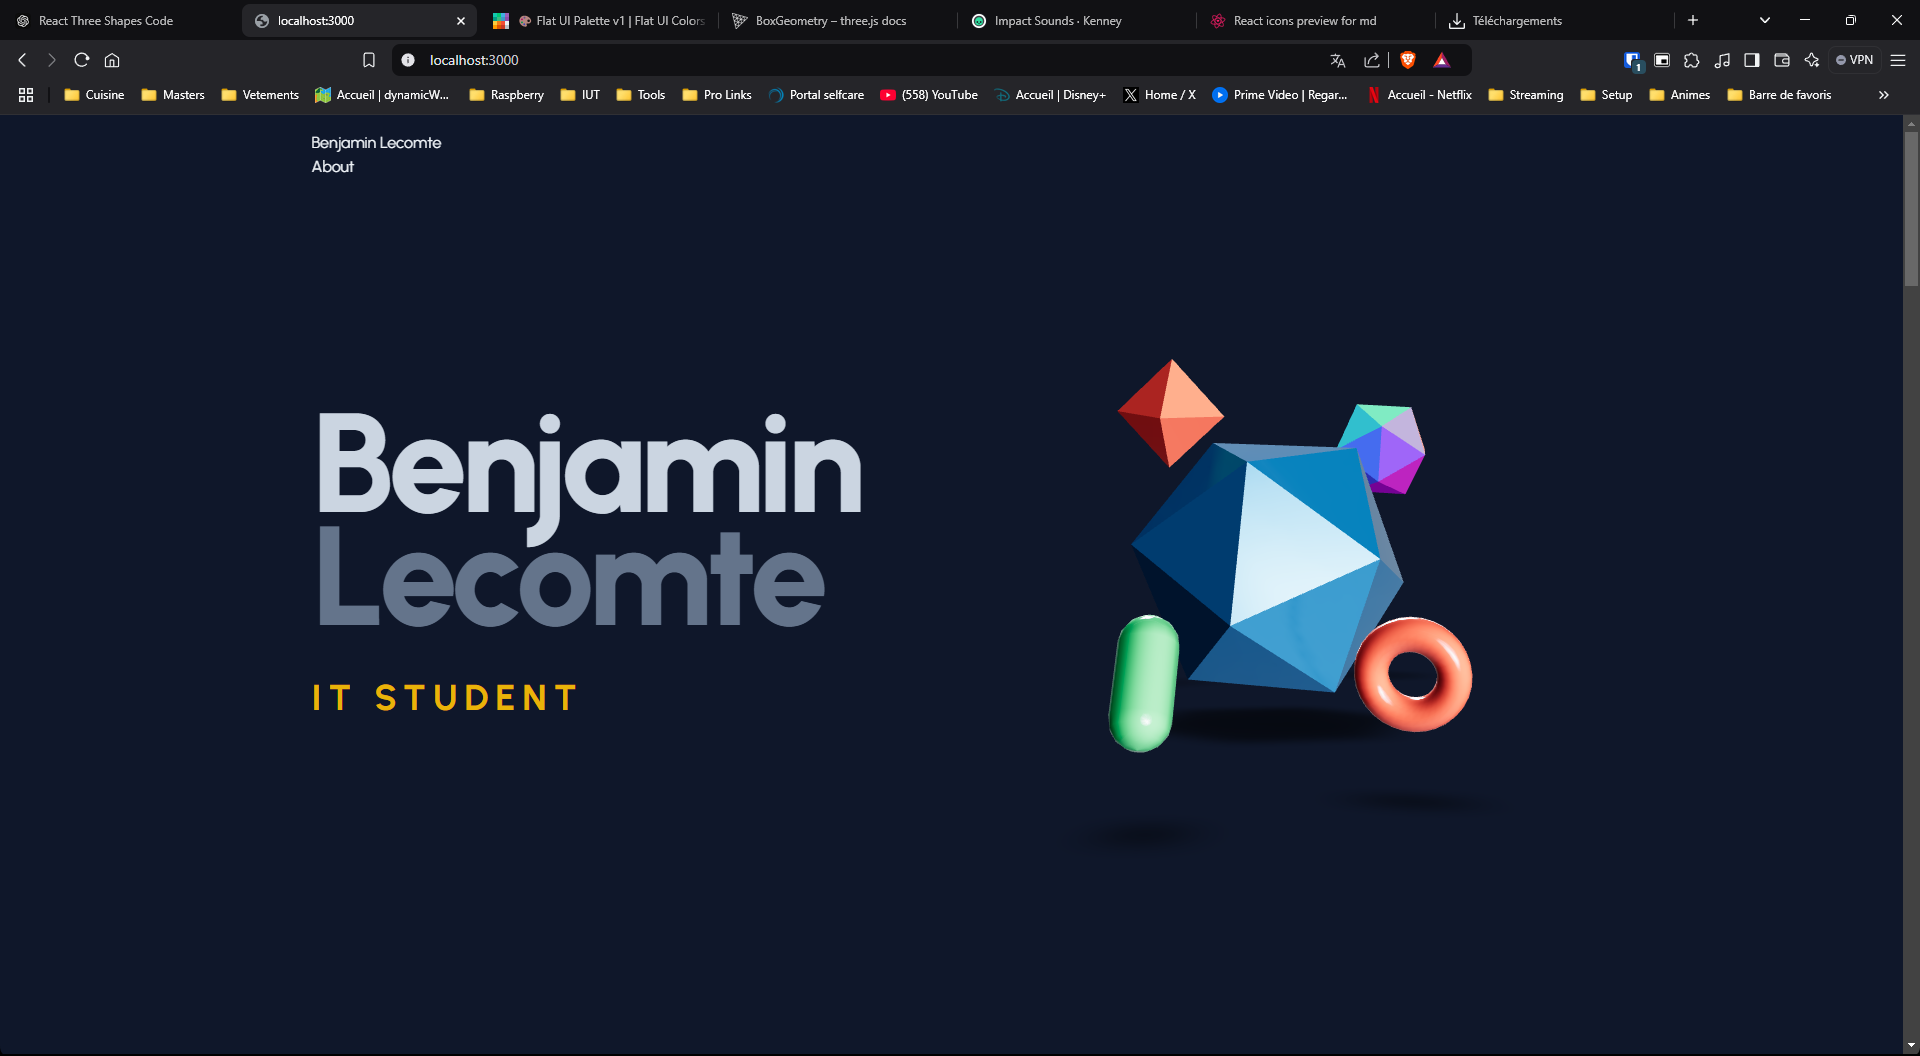 React Three Shapes Code
localhost:3000
Flat UI Palette v1 | Flat UI Colors
BoxGeometry – three.js docs
Impact Sounds · Kenney
React icons preview for md
Téléchargements
localhost:3000
1
VPN
Cuisine
Masters
Vetements
Accueil | dynamicW...
Raspberry
IUT
Tools
Pro Links
Portal selfcare
(558) YouTube
Accueil | Disney+
Home / X
Prime Video | Regar...
Accueil - Netflix
Streaming
Setup
Animes
Barre de favoris
Benjamin Lecomte
About
Benjamin
Lecomte
IT STUDENT